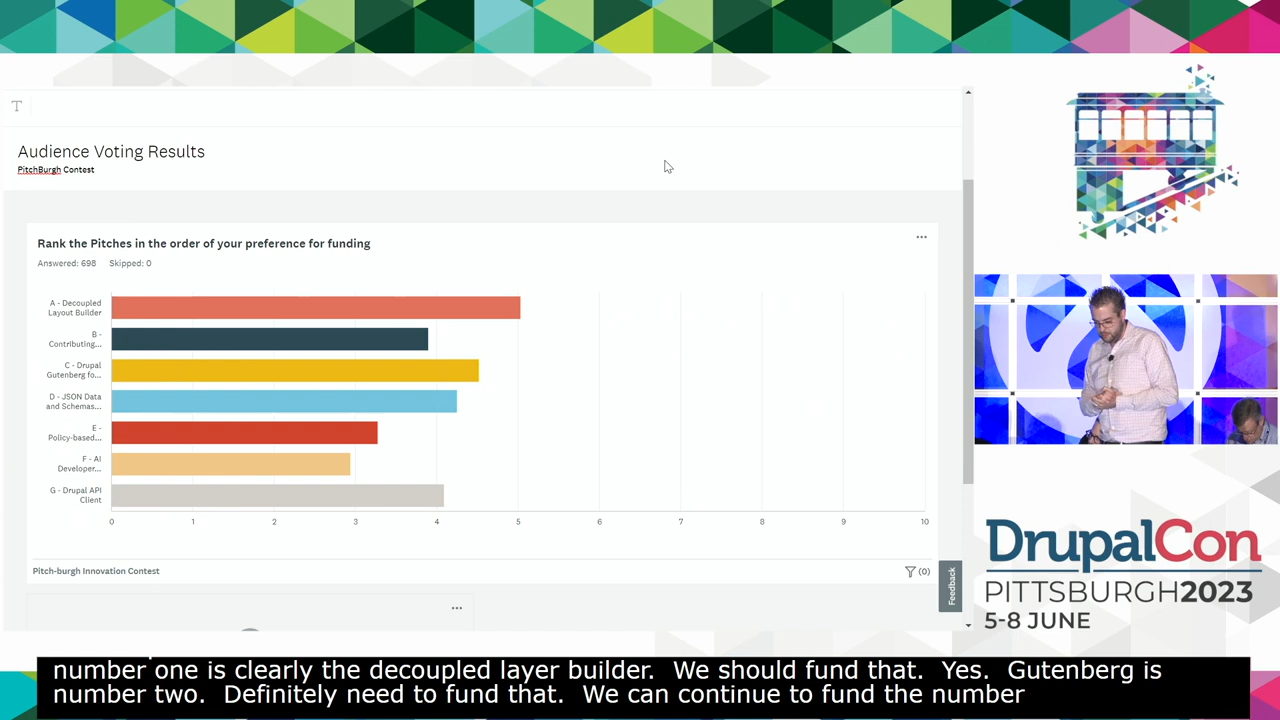 T
Audience Voting Results
PitchBurgh Contest
Rank the Pitches in the order of your preference for funding
Answered: 698 Skipped: 0
A - Decoupled
Layout Builder
B -
Contributing...
C - Drupal
Gutenberg fo...
D - JSON Data
and Schemas...
E -
Policy-based...
F - AI
Developer...
G - Drupal API
Client
0 1 2 3 4 5 6 7 8 9 10
Pitch-burgh Innovation Contest
(0)
Feedback
DrupalCon
PITTSBURGH2023
5-8 JUNE
number one is clearly the decoupled layer builder. We should fund that. Yes. Gutenberg is
number two. Definitely need to fund that. We can continue to fund the number